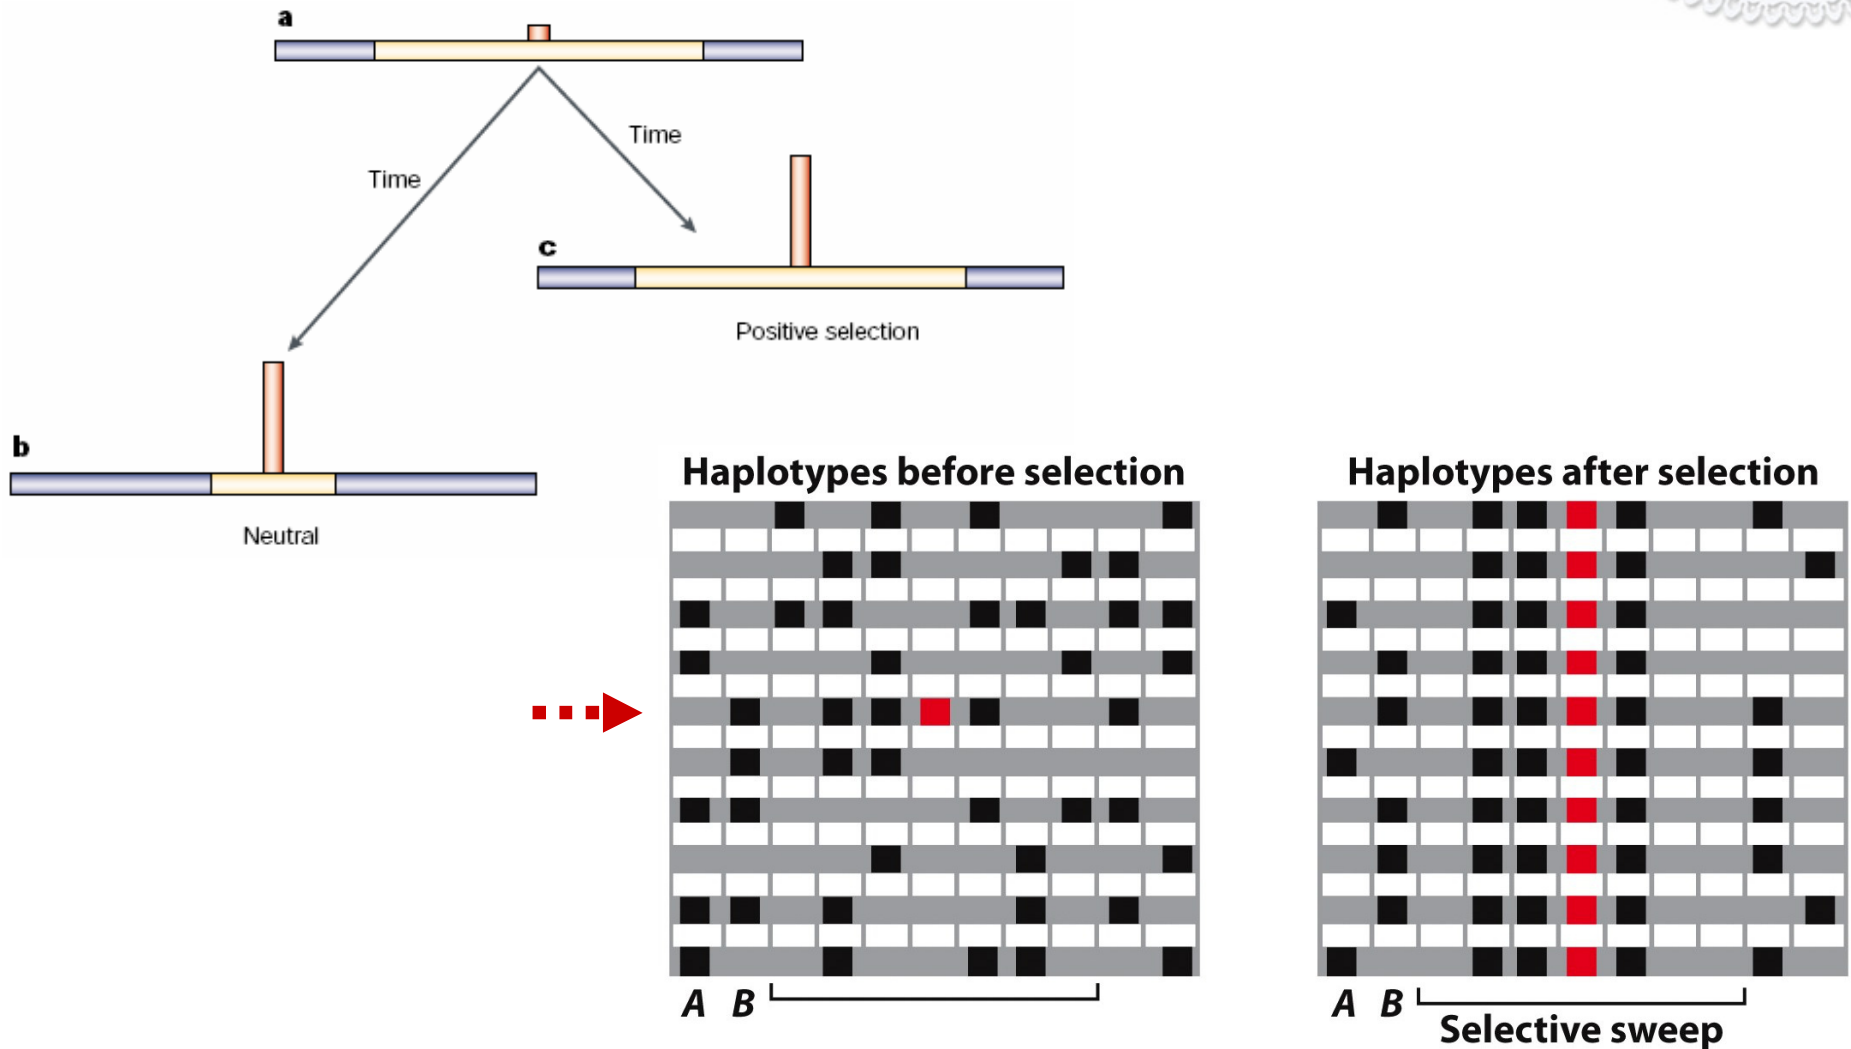 a
Time
Time
c
Positive selection
b
Neutral
Haplotypes before selection
Haplotypes after selection
A B
A B
Selective sweep